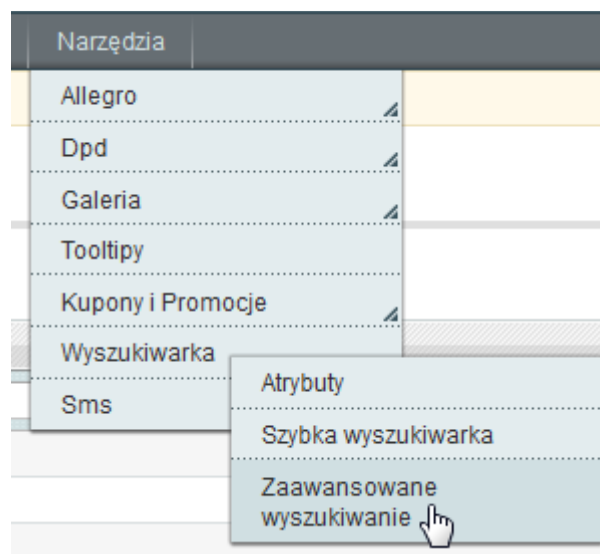 Narzędzia
Allegro
Dpd
Galeria
Tooltipy
Kupony i Promocje
Wyszukiwarka
Sms
Atrybuty
Szybka wyszukiwarka
Zaawansowane
wyszukiwanie